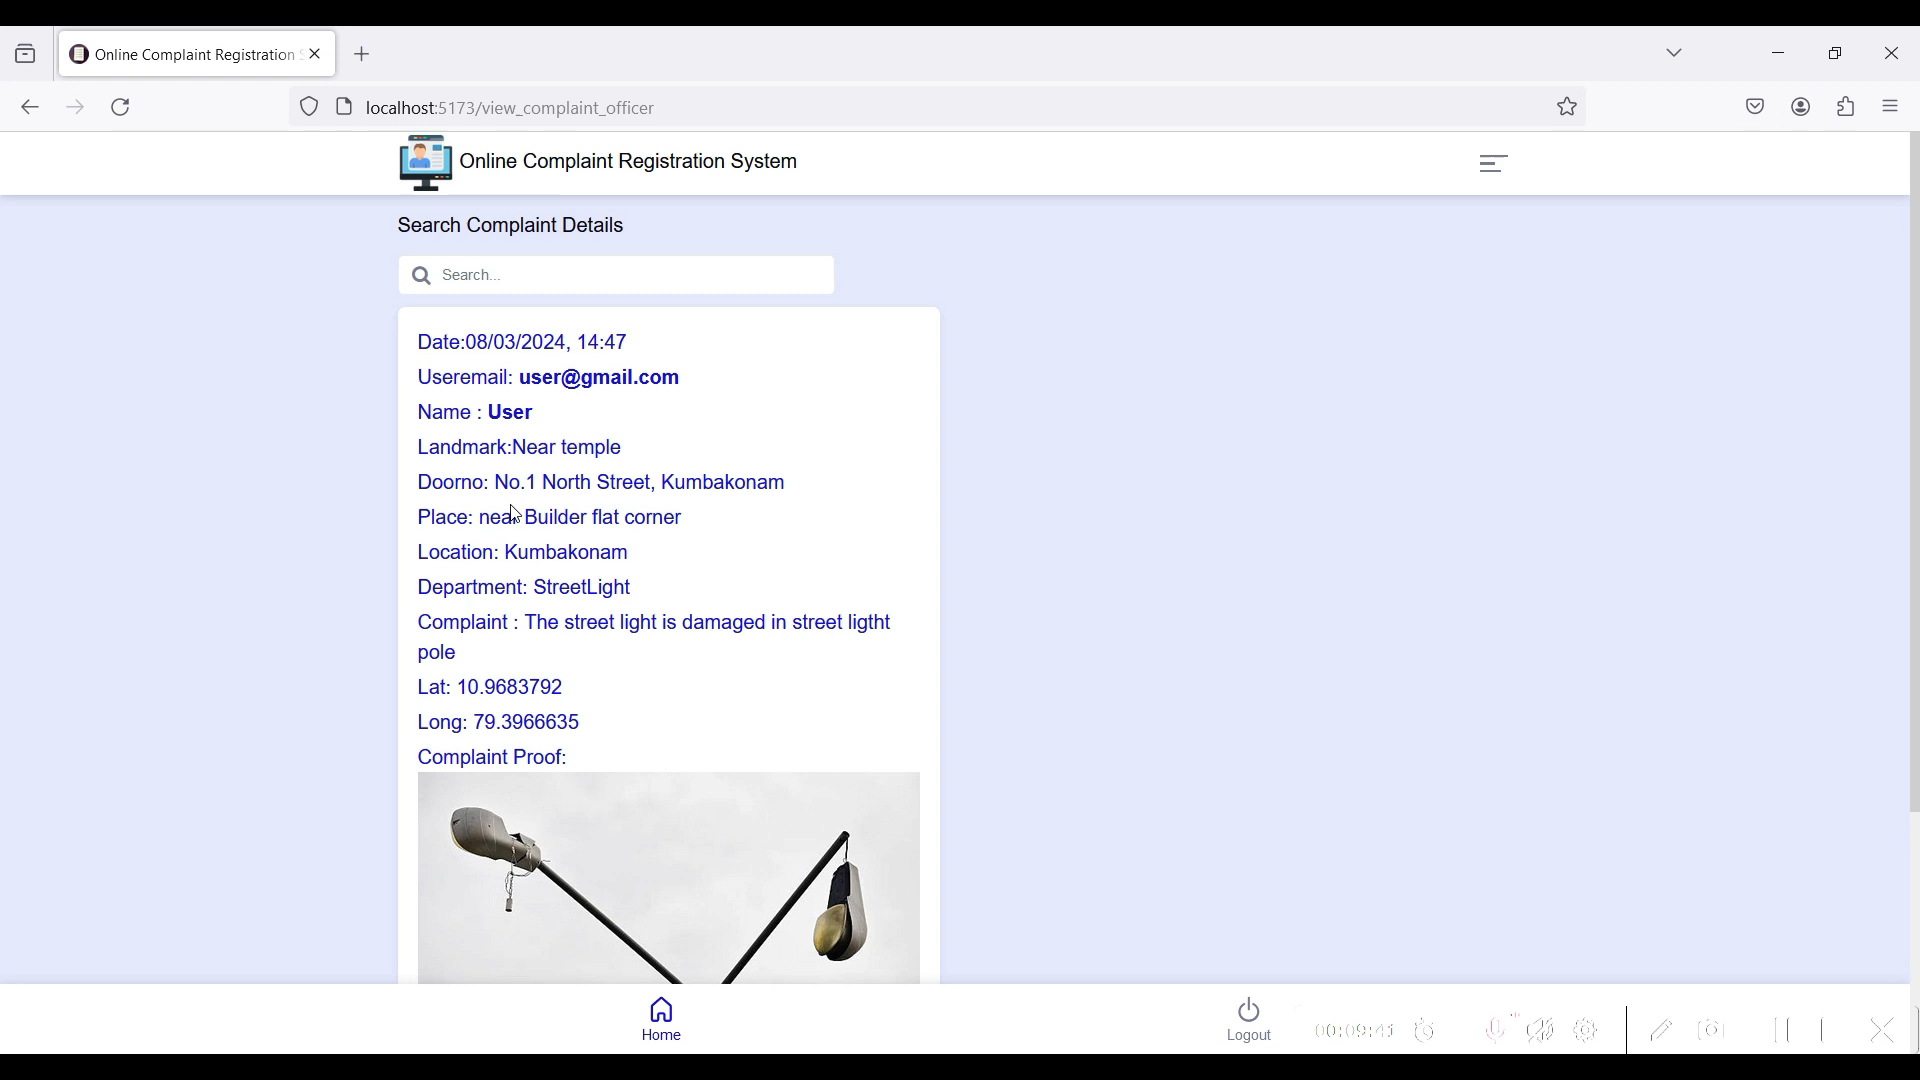 Online Complaint Registration S
localhost:5173/view_complaint_officer
Online Complaint Registration System
Search Complaint Details
Search...
Date:08/03/2024, 14:47
Useremail: user@gmail.com
Name : User
Landmark:Near temple
Doorno: No.1 North Street, Kumbakonam
Place: near Builder flat corner
Location: Kumbakonam
Department: StreetLight
Complaint : The street light is damaged in street ligtht
pole
Lat: 10.9683792
Long: 79.3966635
Complaint Proof:
Home
Logout
00:09:41